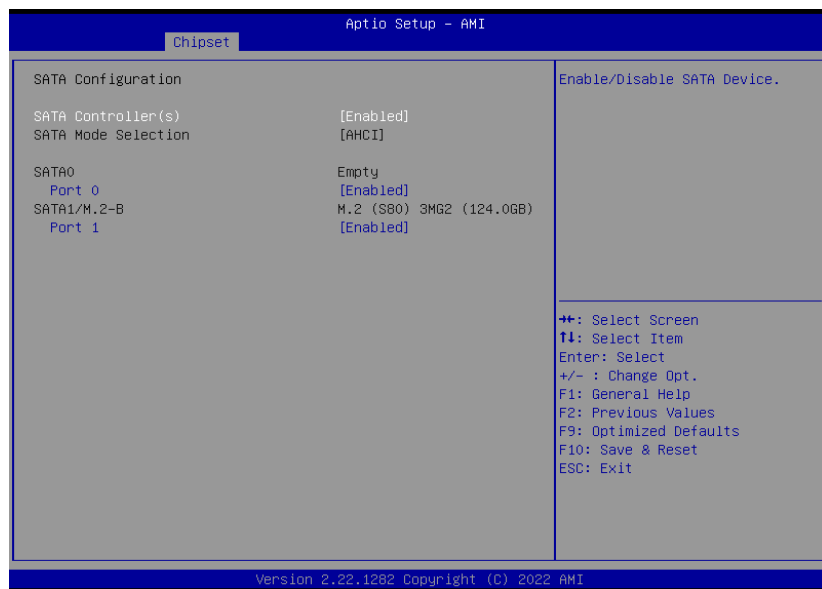 Aptio Setup – AMI
Chipset
SATA Configuration
SATA Controller(s) [Enabled]
SATA Mode Selection [AHCI]
SATA0 Empty
Port 0 [Enabled]
SATA1/M.2-B M.2 (S80) 3MG2 (124.0GB)
Port 1 [Enabled]
Enable/Disable SATA Device.
→←: Select Screen
↑↓: Select Item
Enter: Select
+/- : Change Opt.
F1: General Help
F2: Previous Values
F9: Optimized Defaults
F10: Save & Reset
ESC: Exit
Version 2.22.1282 Copyright (C) 2022 AMI